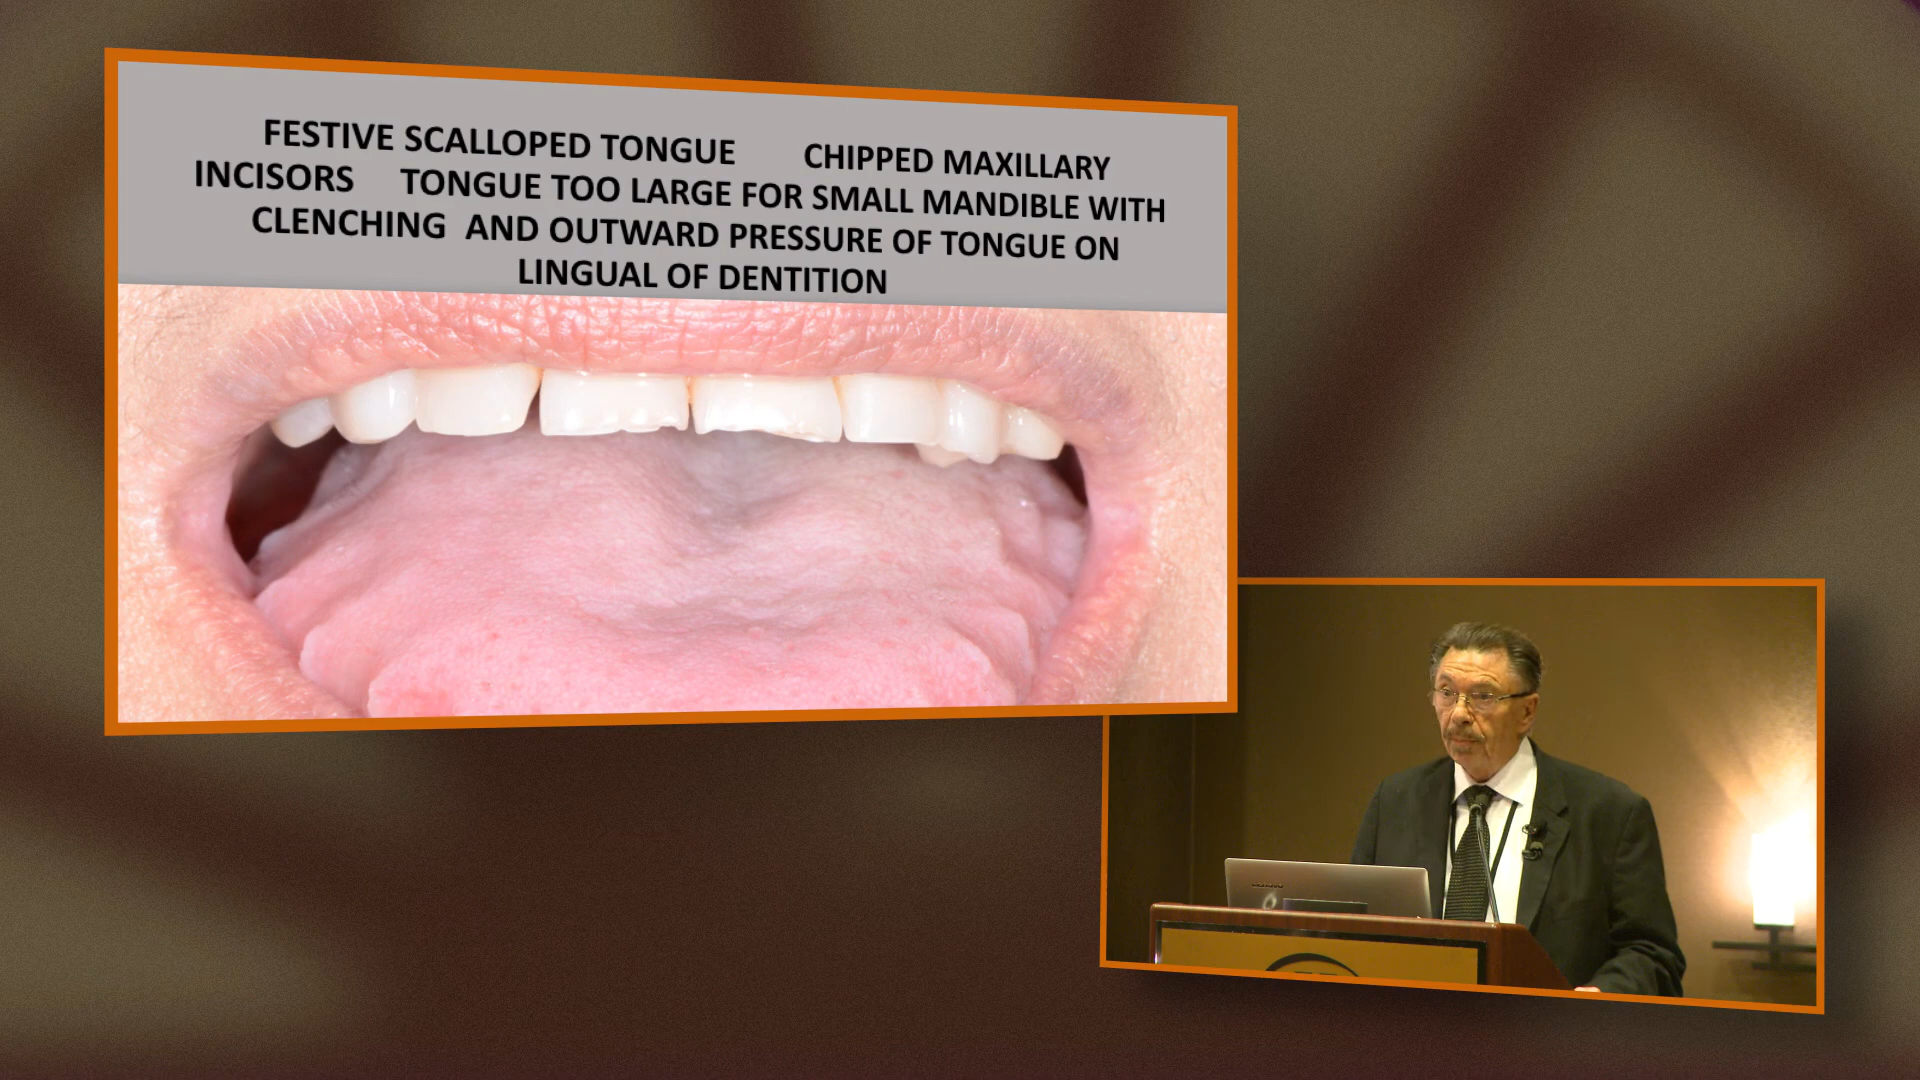 FESTIVE SCALLOPED TONGUE CHIPPED MAXILLARY
INCISORS TONGUE TOO LARGE FOR SMALL MANDIBLE WITH
CLENCHING AND OUTWARD PRESSURE OF TONGUE ON
LINGUAL OF DENTITION